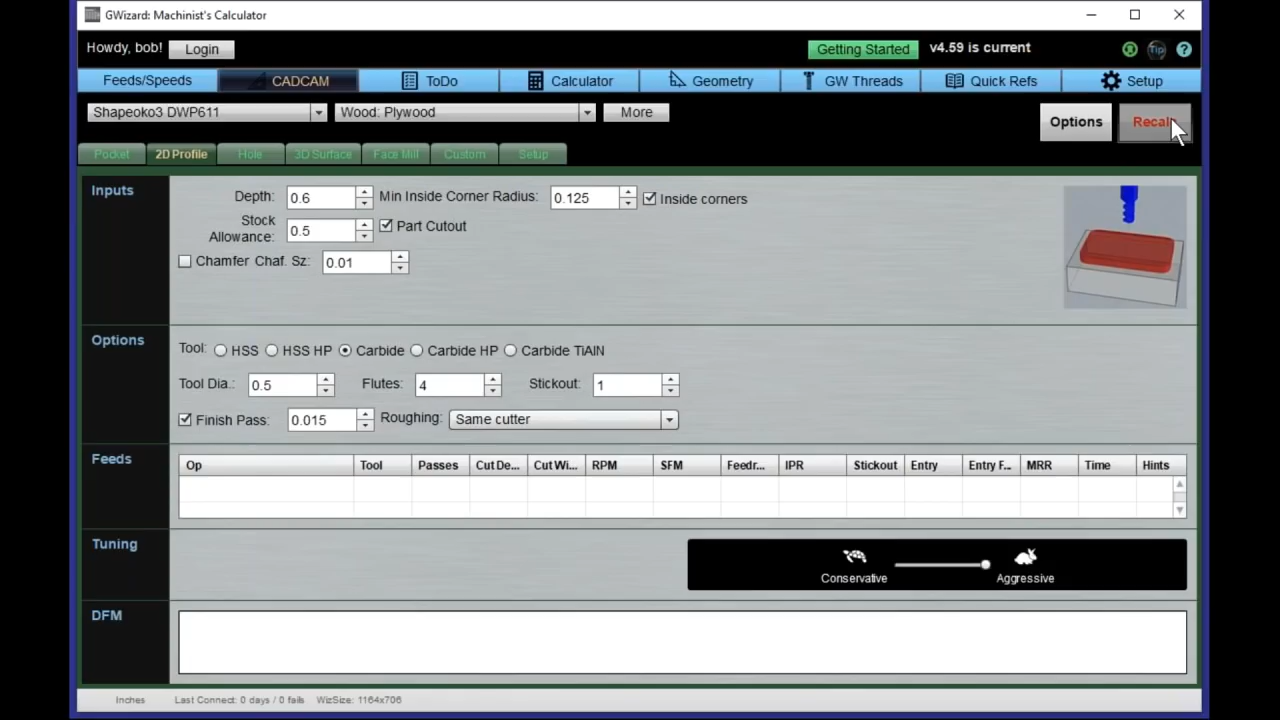 GWizard: Machinist's Calculator
Howdy, bob! Login Getting Started v4.59 is current Tip ?
Feeds/Speeds CADCAM ToDo Calculator Geometry GW Threads Quick Refs Setup
Shapeoko3 DWP611 Wood: Plywood More Options
Pocket 2D Profile Hole 3D Surface Face Mill Custom Setup
Inputs Depth: 0.6 Min Inside Corner Radius: 0.125 Inside corners
Stock Allowance: 0.5 Part Cutout
Chamfer Chaf. Sz: 0.01
Options Tool: HSS HSS HP Carbide Carbide HP Carbide TiAlN
Tool Dia.: 0.5 Flutes: 4 Stickout: 1
Finish Pass: 0.015 Roughing: Same cutter
Feeds Op Tool Passes Cut De... Cut Wi... RPM SFM Feedr... IPR Stickout Entry Entry F... MRR Time Hints
Tuning Conservative Aggressive
DFM
Inches Last Connect: 0 days / 0 fails WizSize: 1164x706